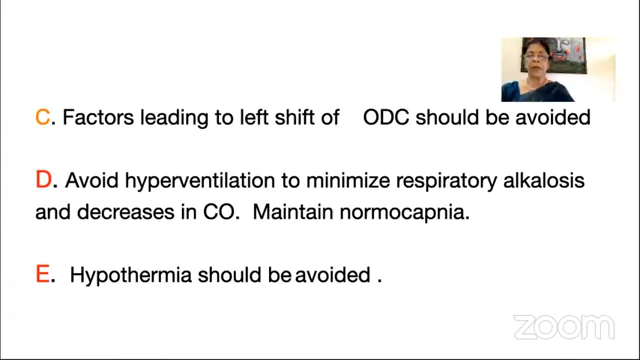 C. Factors leading to left shift of ODC should be avoided
D. Avoid hyperventilation to minimize respiratory alkalosis
and decreases in CO. Maintain normocapnia.
E. Hypothermia should be avoided .
zoom